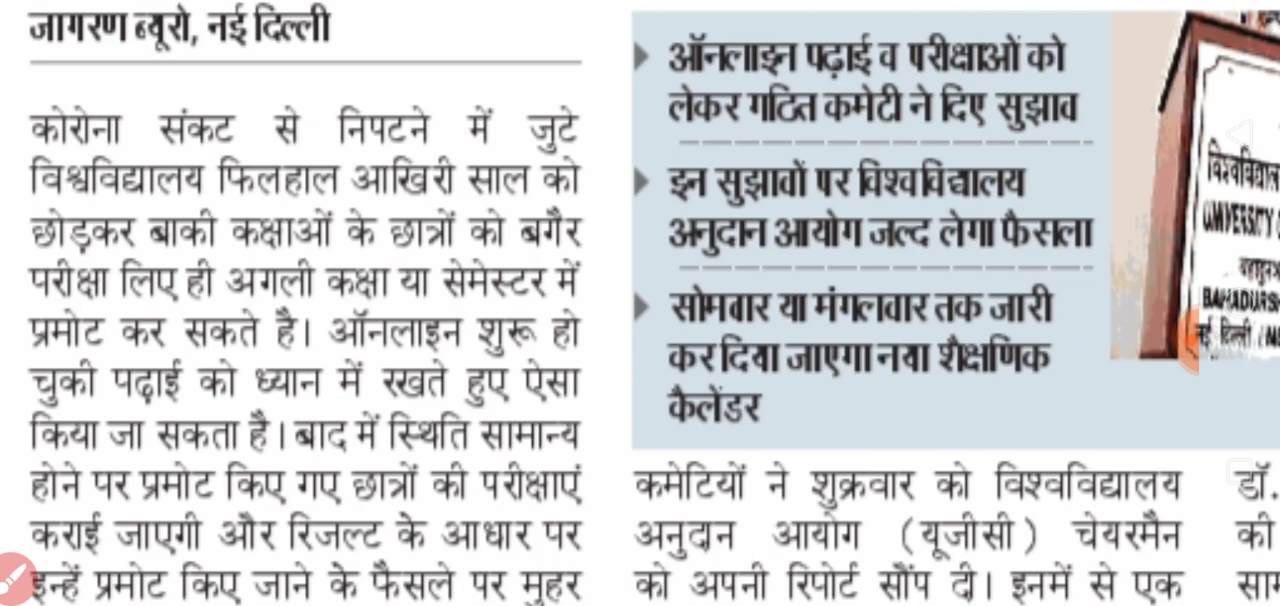 जागरण ब्यूरो, नई दिल्ली
कोरोना संकट से निपटने में जुटे
विश्वविद्यालय फिलहाल आखिरी साल को
छोड़कर बाकी कक्षाओं के छात्रों को बगैर
परीक्षा लिए ही अगली कक्षा या सेमेस्टर में
प्रमोट कर सकते है। ऑनलाइन शुरू हो
चुकी पढ़ाई को ध्यान में रखते हुए ऐसा
किया जा सकता है। बाद में स्थिति सामान्य
होने पर प्रमोट किए गए छात्रों की परीक्षाएं
कराई जाएगी और रिजल्ट के आधार पर
इन्हें प्रमोट किए जाने के फैसले पर मुहर
ऑनलाइन पढ़ाई व परीक्षाओं को
लेकर गठित कमेटी ने दिए सुझाव
इन सुझावों पर विश्वविद्यालय
अनुदान आयोग जल्द लेगा फैसला
सोमवार या मंगलवार तक जारी
कर दिया जाएगा नया शैक्षणिक
कैलेंडर
कमेटियों ने शुक्रवार को विश्वविद्यालय
अनुदान आयोग (यूजीसी) चेयरमैन
को अपनी रिपोर्ट सौंप दी। इनमें से एक
UNIVERSITY
नई दिल्ली
डॉ.
की